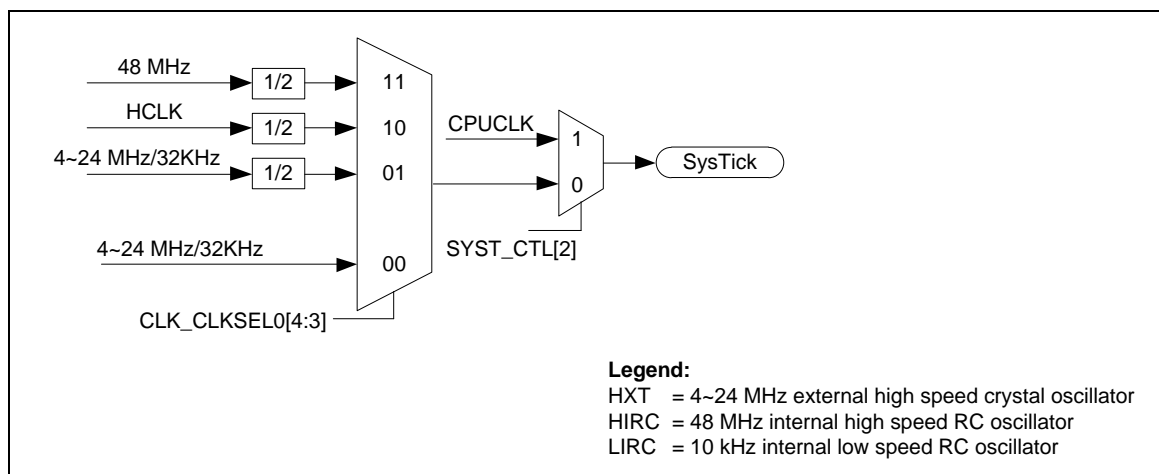 48 MHz
1/2
11
HCLK
1/2
10
CPUCLK
1
4~24 MHz/32KHz
1/2
01
SysTick
0
4~24 MHz/32KHz
00
SYST_CTL[2]
CLK_CLKSEL0[4:3]
Legend:
HXT = 4~24 MHz external high speed crystal oscillator
HIRC = 48 MHz internal high speed RC oscillator
LIRC = 10 kHz internal low speed RC oscillator